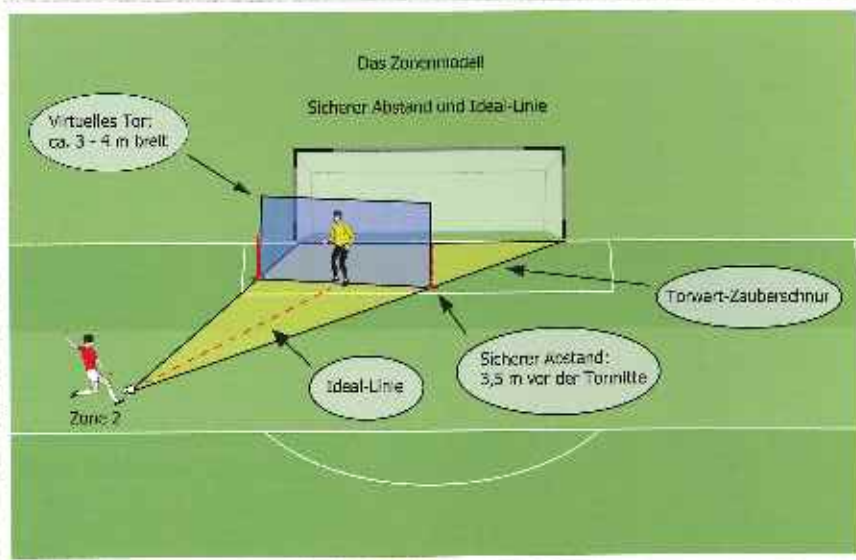 Das Zonenmodell
Sicherer Abstand und Ideal-Linie
Virtuelles Tor:
ca. 3 - 4 m breit
Torwart-Zauberschnur
Sicherer Abstand:
3,5 m vor der Tormitte
Ideal-Linie
Zone 2